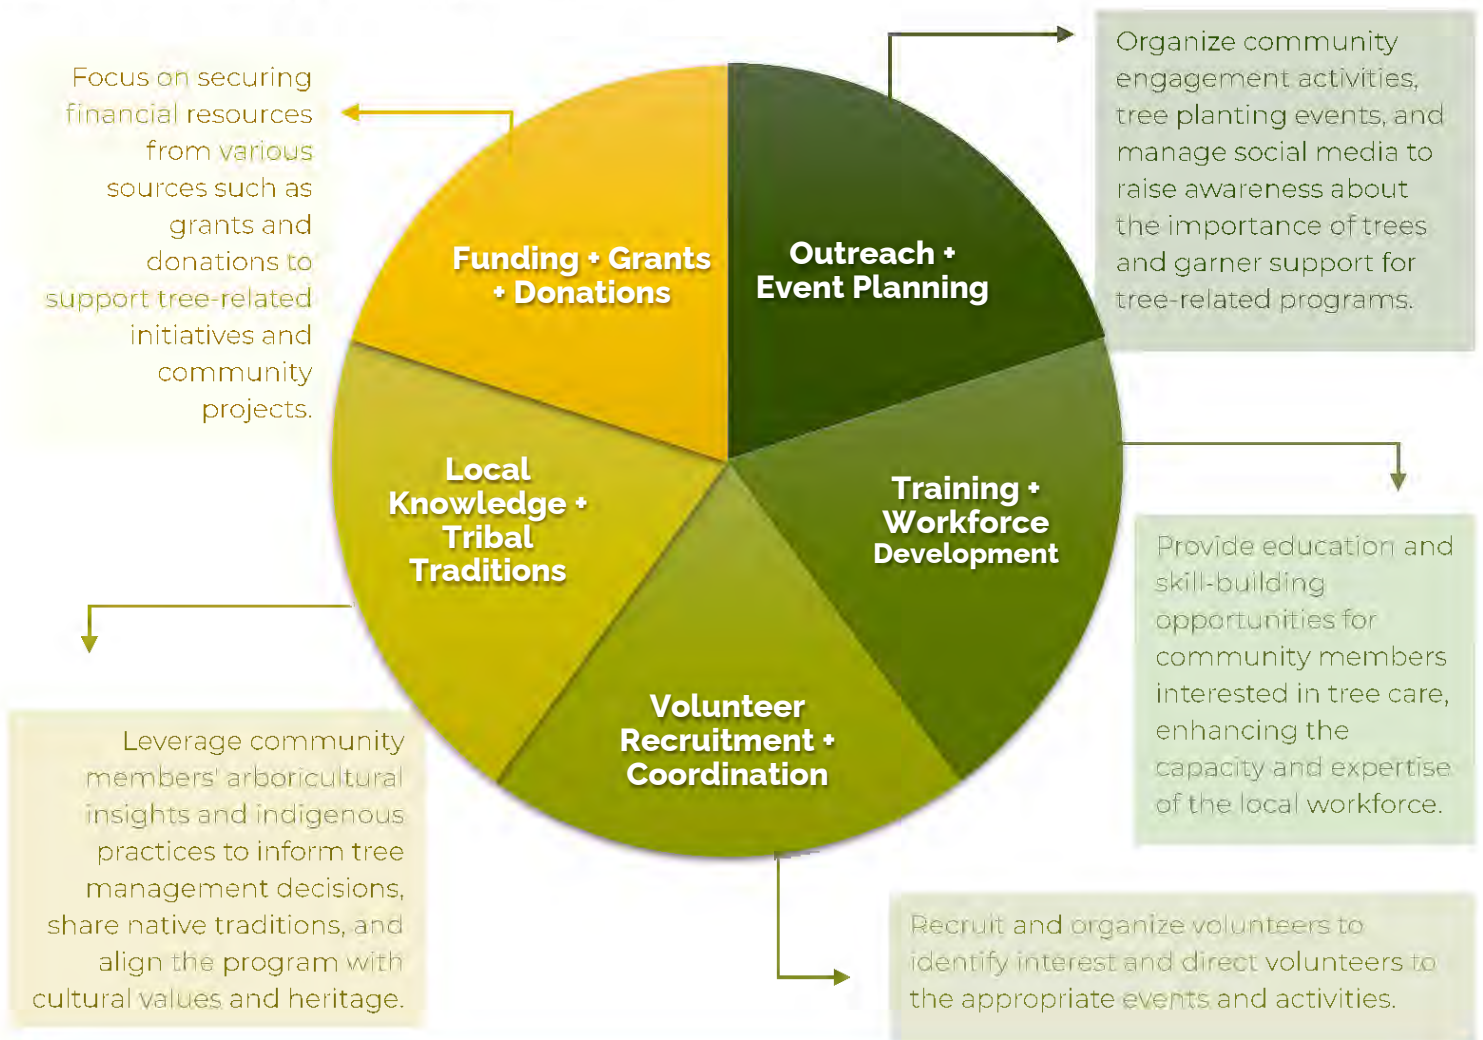 Focus on securing
financial resources
from various
sources such as
grants and
donations to
support tree-related
initiatives and
community
projects.
Funding + Grants
+ Donations
Outreach +
Event Planning
Organize community
engagement activities,
tree planting events, and
manage social media to
raise awareness about
the importance of trees
and garner support for
tree-related programs.
Local
Knowledge +
Tribal
Traditions
Training +
Workforce
Development
Provide education and
skill-building
opportunities for
community members
interested in tree care,
enhancing the
capacity and expertise
of the local workforce.
Volunteer
Recruitment +
Coordination
Leverage community
members' arboricultural
insights and indigenous
practices to inform tree
management decisions,
share native traditions, and
align the program with
cultural values and heritage.
Recruit and organize volunteers to
identify interest and direct volunteers to
the appropriate events and activities.